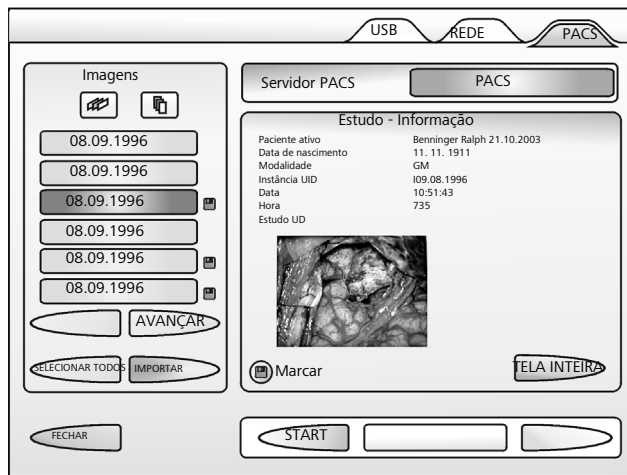 USB
REDE
PACS
Imagens
08.09.1996
08.09.1996
08.09.1996
08.09.1996
08.09.1996
08.09.1996
AVANÇAR
SELECIONAR TODOS
IMPORTAR
Servidor PACS
PACS
Estudo - Informação
Paciente ativo Benninger Ralph 21.10.2003
Data de nascimento 11. 11. 1911
Modalidade GM
Instância UID I09.08.1996
Data 10:51:43
Hora 735
Estudo UD
Marcar
TELA INTEIRA
FECHAR
START